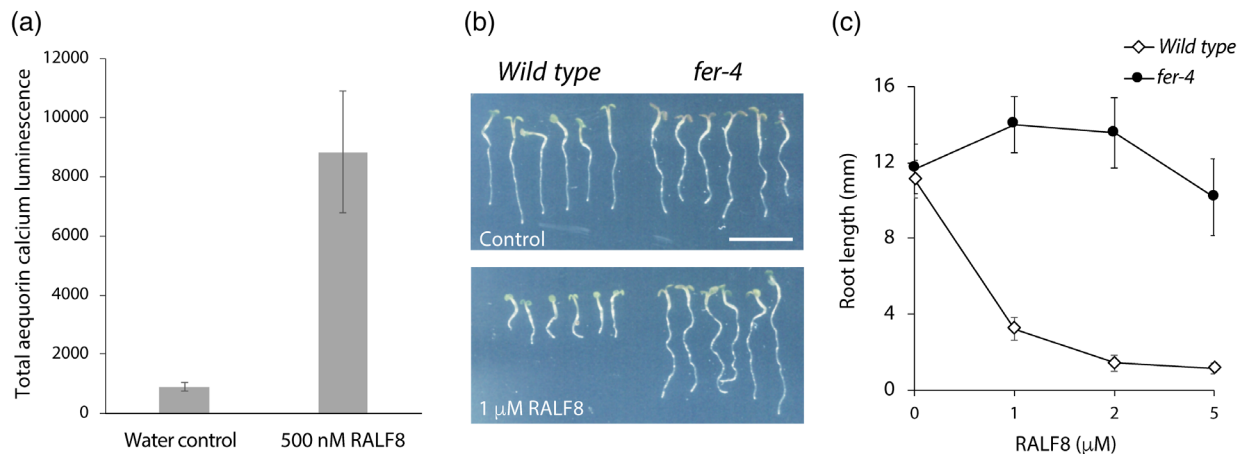 (a)
Total aequorin calcium luminescence
12000
10000
8000
6000
4000
2000
0
Water control
500 nM RALF8
(b)
Wild type
fer-4
Control
1 μM RALF8
(c)
Wild type
fer-4
Root length (mm)
16
12
8
4
0
0
1
2
5
RALF8 (μM)